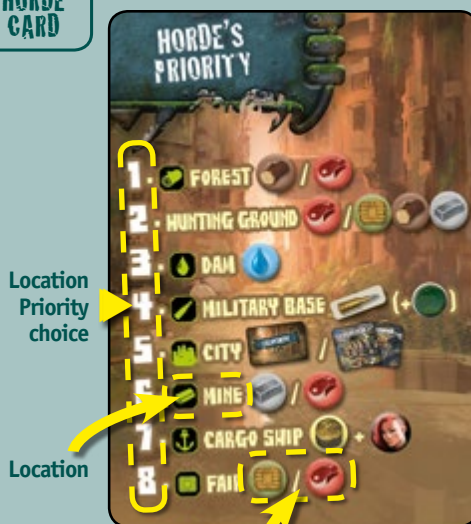 HORDE
CARD
HORDE'S
PRIORITY
1. FOREST /
2. HUNTING GROUND /
3. DAM
4. MILITARY BASE (+ )
5. CITY /
6 MINE /
7. CARGO SHIP +
8 FAIR /
Location
Priority
choice
Location